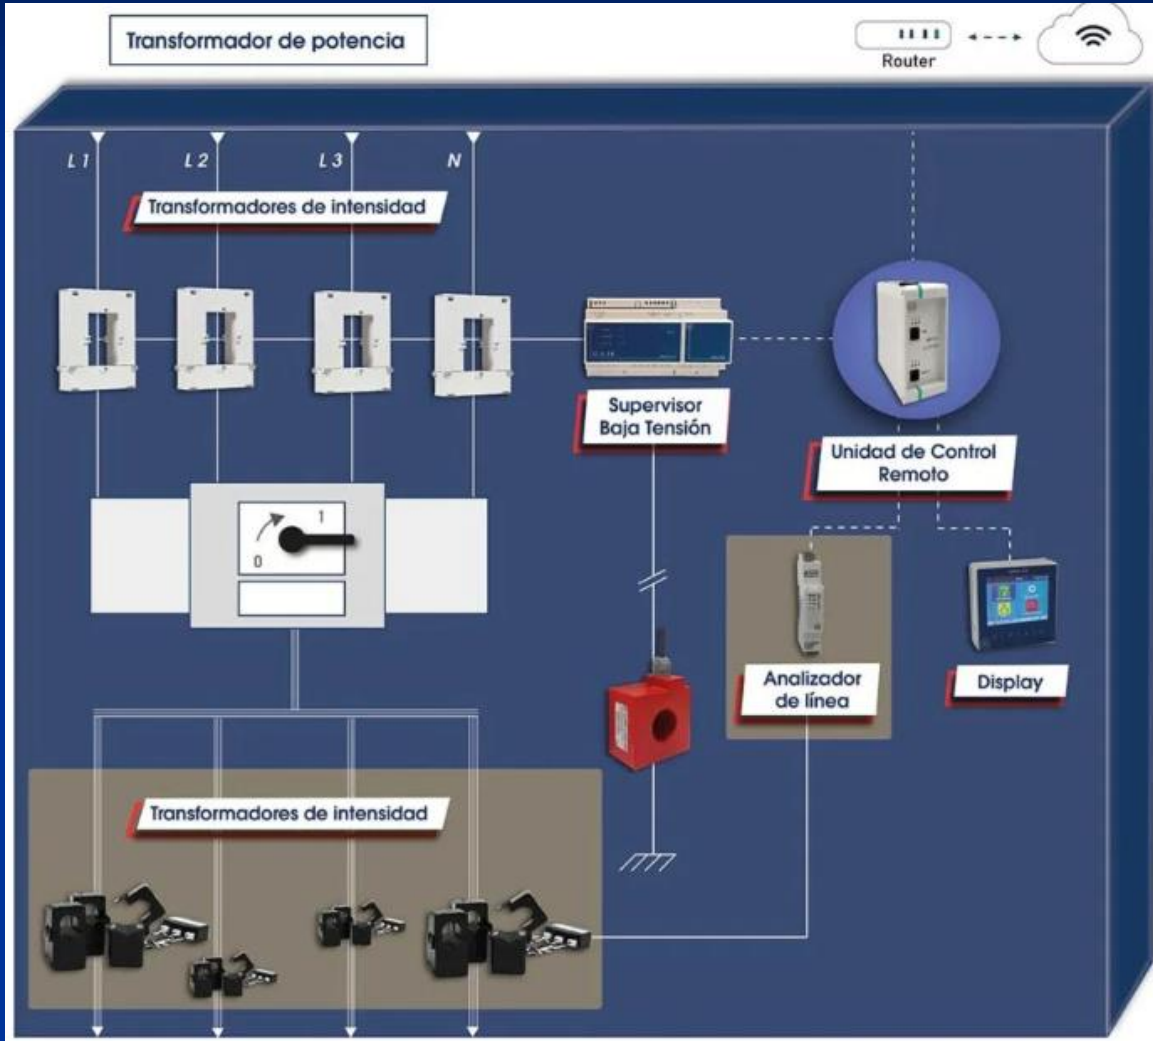 Transformador de potencia
Router
L1
L2
L3
N
Transformadores de intensidad
Supervisor
Baja Tensión
Unidad de Control
Remoto
1
0
Analizador
de línea
Display
Transformadores de intensidad